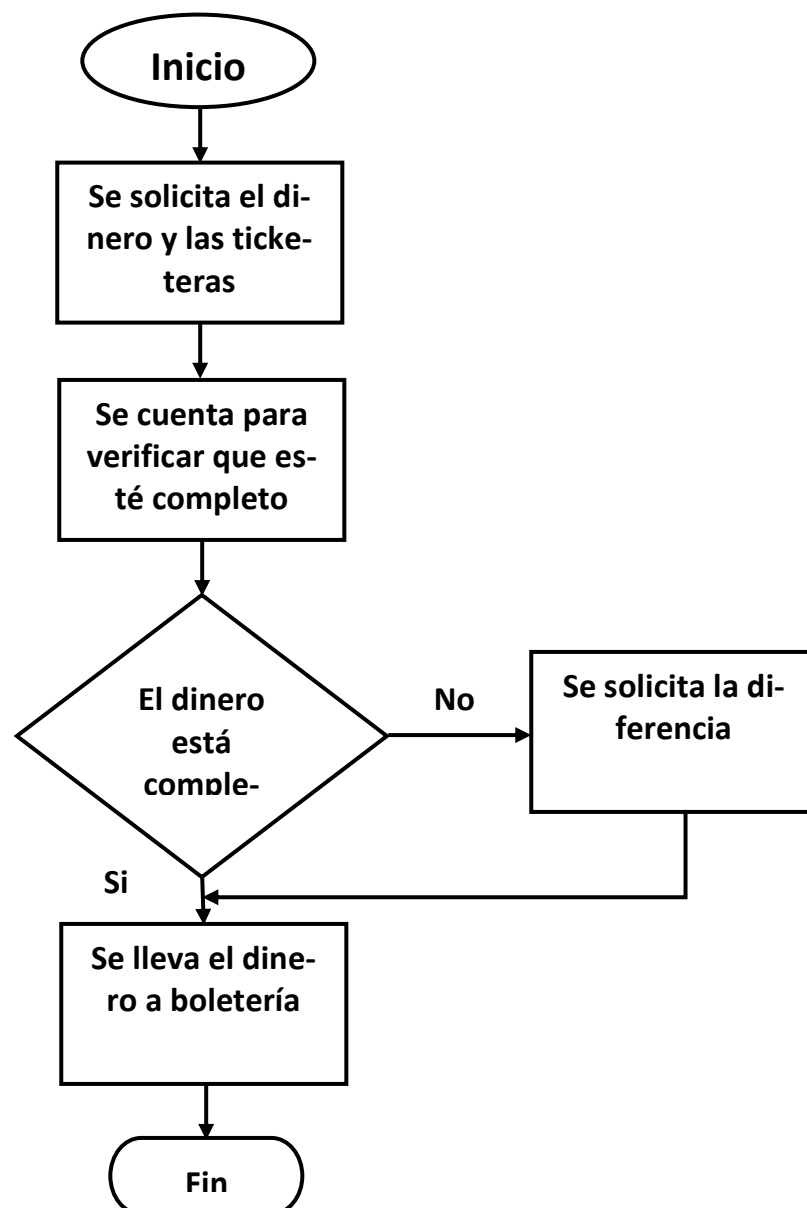 Inicio
Se solicita el di-
nero y las ticke-
teras
Se cuenta para
verificar que es-
té completo
El dinero
está
comple-
No
Se solicita la di-
ferencia
Si
Se lleva el dine-
ro a boletería
Fin